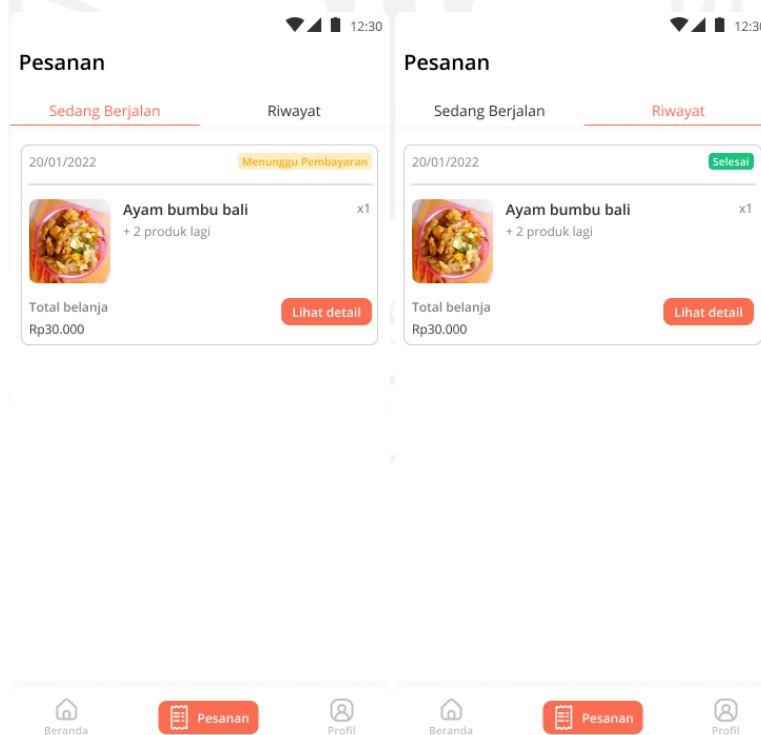 12:30
Pesanan
Sedang Berjalan Riwayat
20/01/2022 Menunggu Pembayaran
Ayam bumbu bali x1
+ 2 produk lagi
Total belanja
Rp30.000
Lihat detail
Beranda Pesanan Profil
12:30
Pesanan
Sedang Berjalan Riwayat
20/01/2022 Selesai
Ayam bumbu bali x1
+ 2 produk lagi
Total belanja
Rp30.000
Lihat detail
Beranda Pesanan Profil